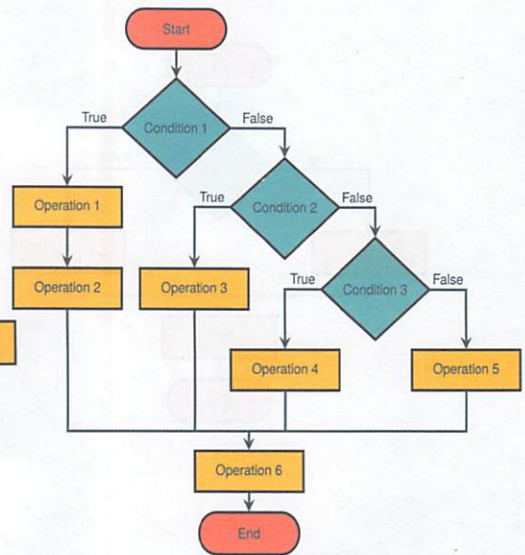 Start
Condition 1
True
False
Operation 1
Condition 2
True
False
Operation 2
Operation 3
Condition 3
True
False
Operation 4
Operation 5
Operation 6
End